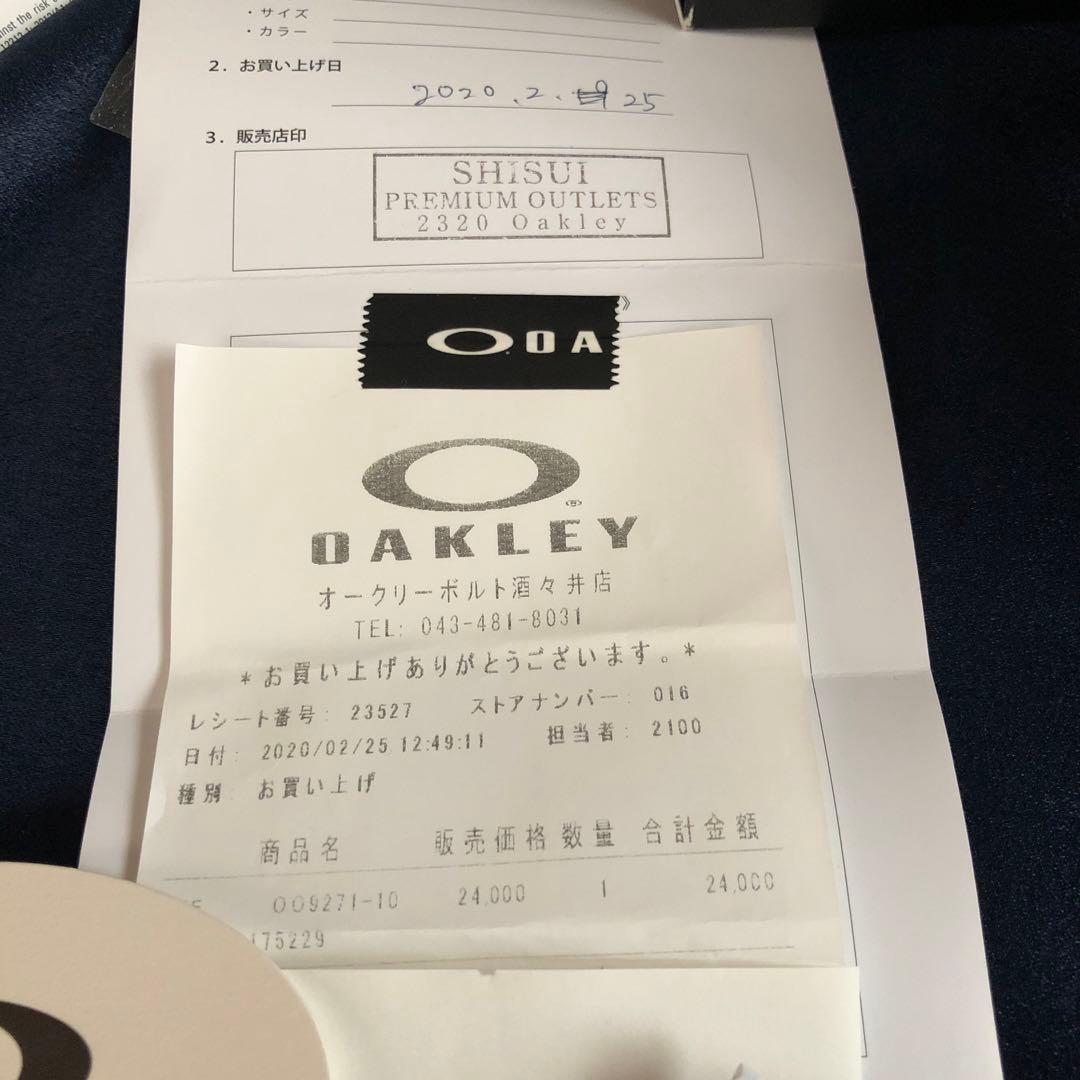 inst the risk o
・サイズ
・カラー
2. お買い上げ日
2020.2. 25
3. 販売店印
SHISUI
PREMIUM OUTLETS
2320 Oakley
》
OA
OAKLEY
オークリーボルト酒々井店
TEL: 043-481-8031
*お買い上げありがとうございます。*
レシート番号: 23527 ストアナンバー: 016
日付: 2020/02/25 12:49:11 担当者: 2100
種別: お買い上げ
商品名 販売価格 数量 合計金額
OO9271-10 24,000 1 24,000
175229